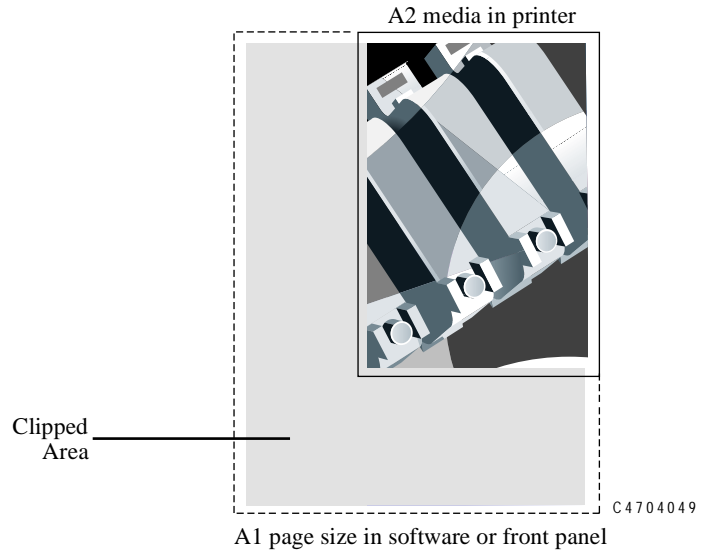 A2 media in printer
Clipped
Area
C4704049
A1 page size in software or front panel